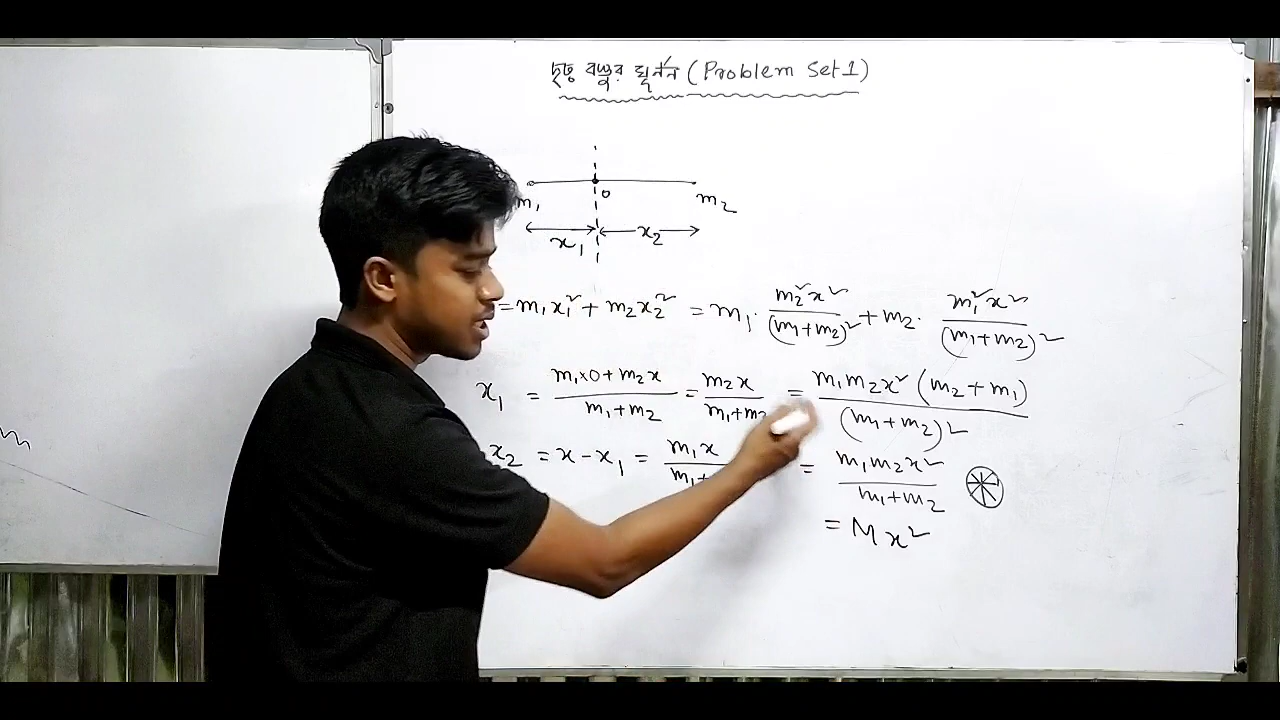 দৃঢ় বস্তুর ঘূর্ণন (Problem Set 1)
O
m₁ m₂
x₁ x₂
= m₁x₁² + m₂x₂² = m₁ · m₂²x² / (m₁+m₂)² + m₂ · m₁²x² / (m₁+m₂)²
x₁ = m₁×0 + m₂x / m₁+m₂ = m₂x / m₁+m₂ = m₁m₂x² (m₂+m₁) / (m₁+m₂)²
x₂ = x − x₁ = m₁x / m₁+ = m₁m₂x² / m₁+m₂
= Mx²